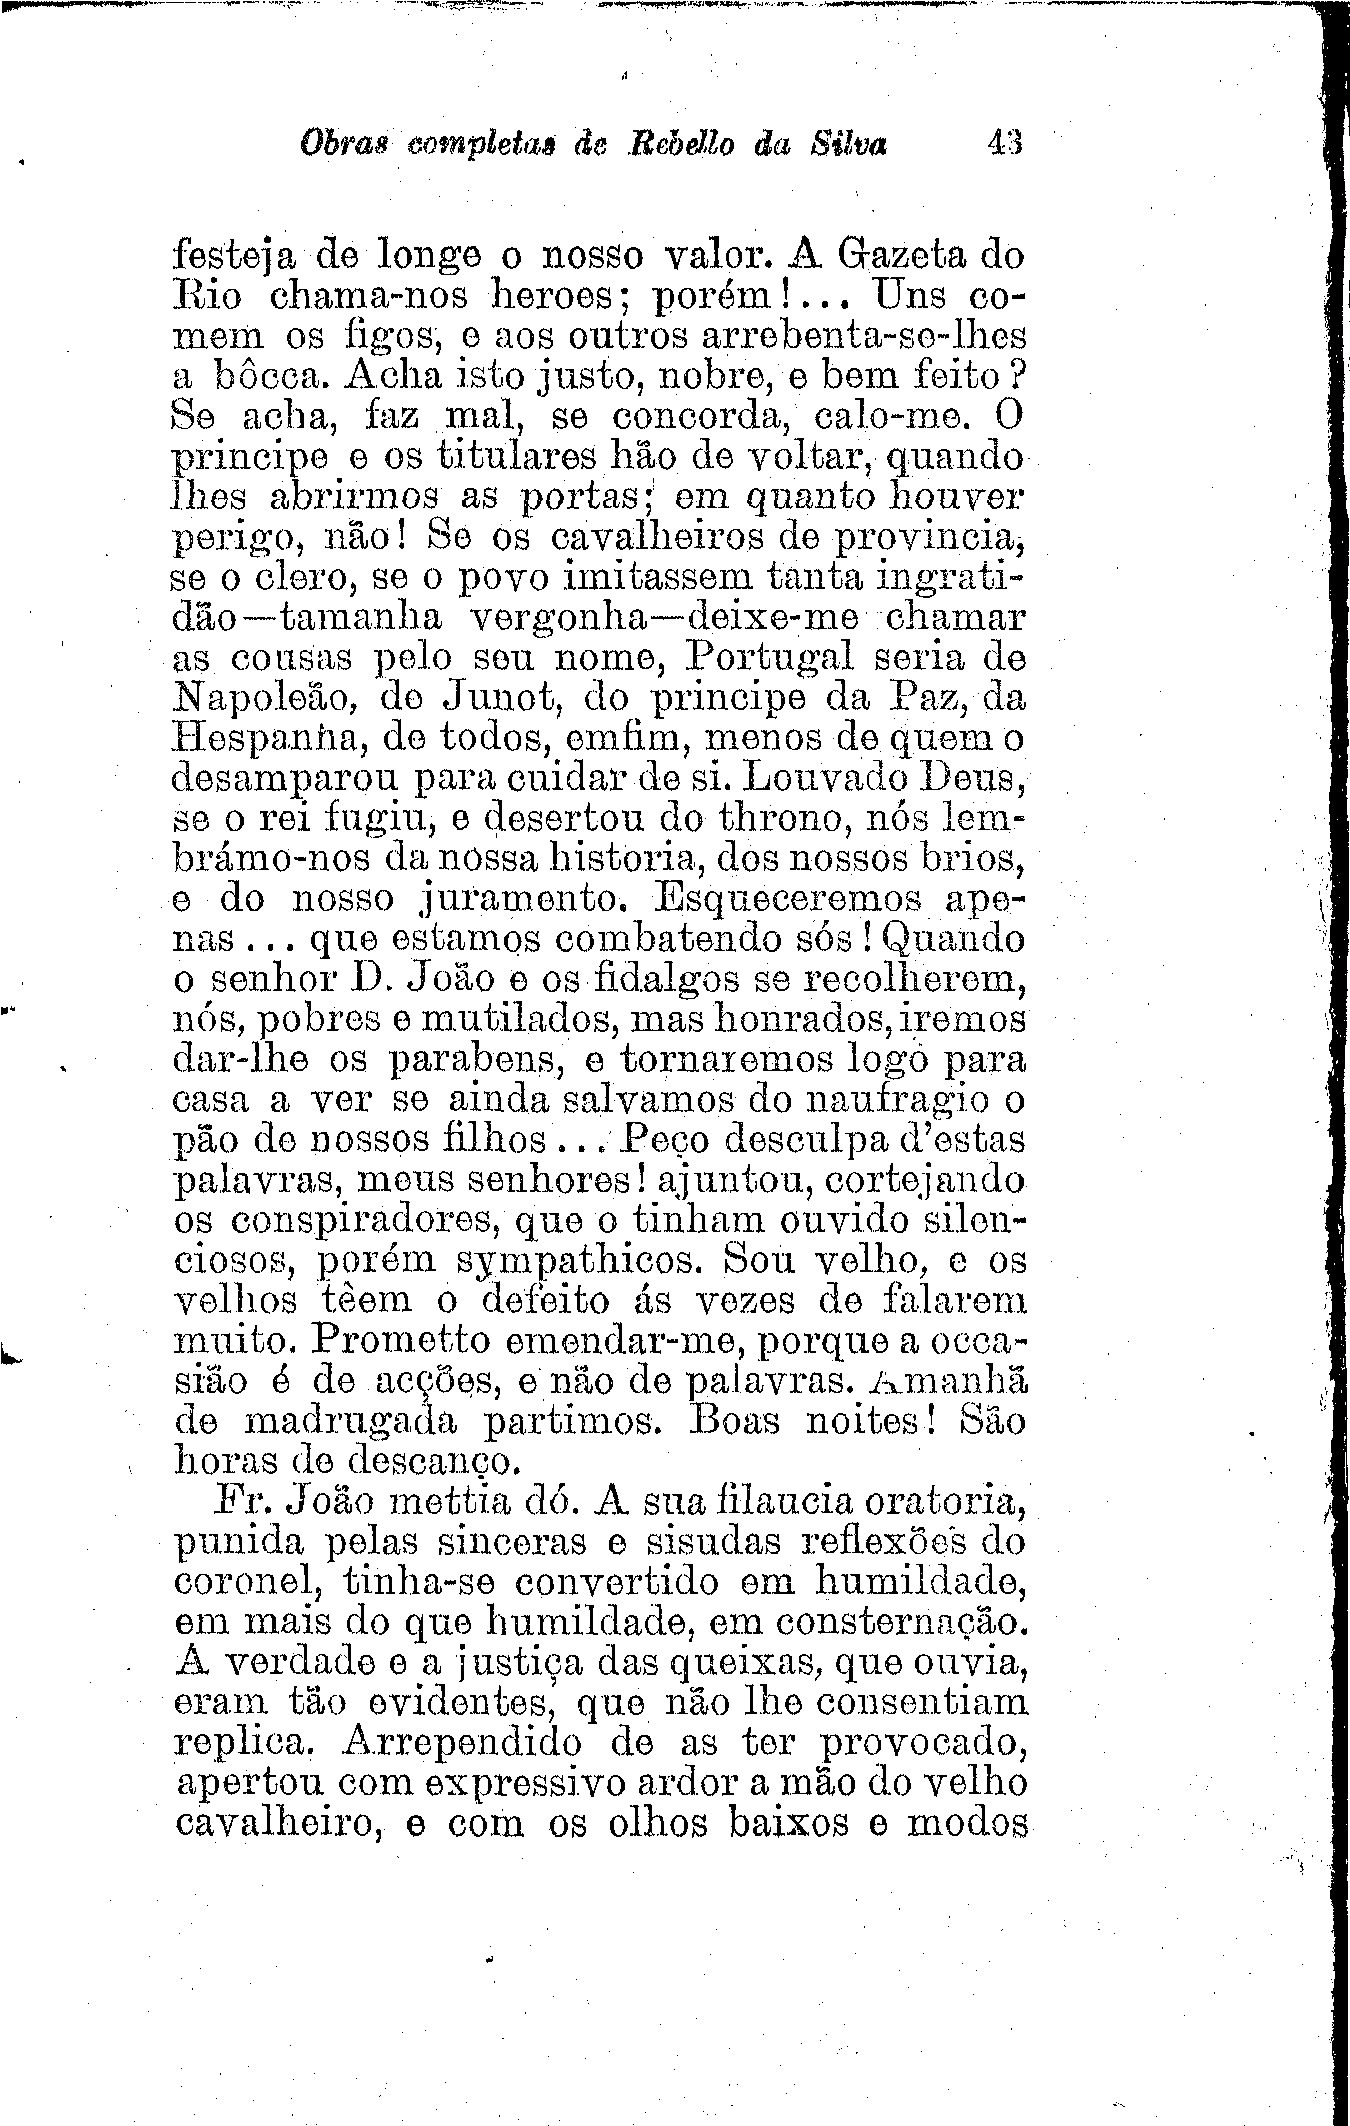 Obras completas de Rebello da Silva 43
festeja de longe o nosso valor. A Gazeta do
Rio chama-nos heroes; porém!... Uns co-
mem os figos, e aos outros arrebenta-se-lhes
a bôcca. Acha isto justo, nobre, e bem feito?
Se acha, faz mal, se concorda, calo-me. O
principe e os titulares hão de voltar, quando
lhes abrirmos as portas; em quanto houver
perigo, não! Se os cavalheiros de provincia,
se o clero, se o povo imitassem tanta ingrati-
dão—tamanha vergonha—deixe-me chamar
as cousas pelo seu nome, Portugal seria de
Napoleão, de Junot, do principe da Paz, da
Hespanha, de todos, emfim, menos de quem o
desamparou para cuidar de si. Louvado Deus,
se o rei fugiu, e desertou do throno, nós lem-
brámo-nos da nossa historia, dos nossos brios,
e do nosso juramento. Esqueceremos ape-
nas... que estamos combatendo sós! Quando
o senhor D. João e os fidalgos se recolherem,
nós, pobres e mutilados, mas honrados, iremos
dar-lhe os parabens, e tornaremos logo para
casa a ver se ainda salvamos do naufragio o
pão de nossos filhos... Peço desculpa d'estas
palavras, meus senhores! ajuntou, cortejando
os conspiradores, que o tinham ouvido silen-
ciosos, porém sympathicos. Sou velho, e os
velhos têem o defeito ás vezes de falarem
muito. Prometto emendar-me, porque a occa-
sião é de acções, e não de palavras. Amanhã
de madrugada partimos. Boas noites! São
horas de descanço.
Fr. João mettia dó. A sua filaucia oratoria,
punida pelas sinceras e sisudas reflexões do
coronel, tinha-se convertido em humildade,
em mais do que humildade, em consternação.
A verdade e a justiça das queixas, que ouvia,
eram tão evidentes, que não lhe consentiam
replica. Arrependido de as ter provocado,
apertou com expressivo ardor a mão do velho
cavalheiro, e com os olhos baixos e modos